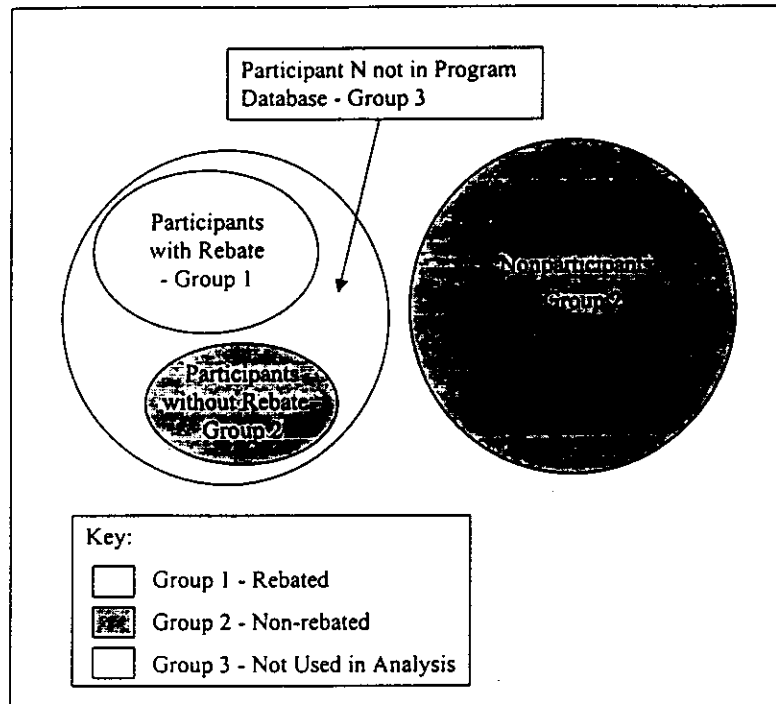 Participant N not in Program
Database - Group 3
Participants
with Rebate
- Group 1
Nonparticipants
Group 2
Participants
without Rebate-
Group 2
Key:
Group 1 - Rebated
Group 2 - Non-rebated
Group 3 - Not Used in Analysis